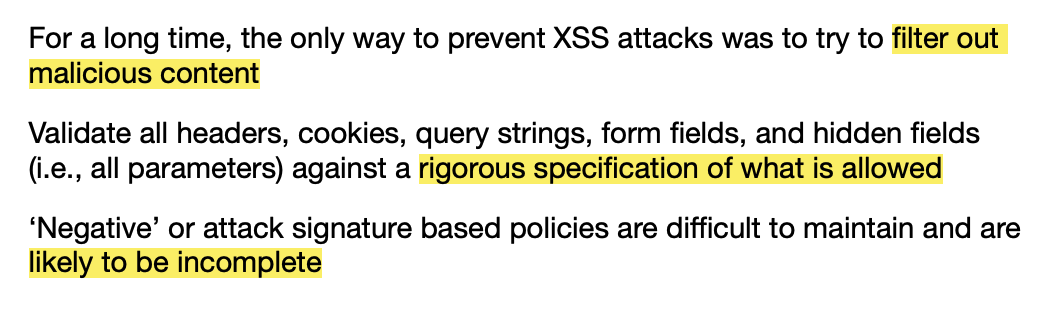 For a long time, the only way to prevent XSS attacks was to try to filter out
malicious content
Validate all headers, cookies, query strings, form fields, and hidden fields
(i.e., all parameters) against a rigorous specification of what is allowed
‘Negative’ or attack signature based policies are difficult to maintain and are
likely to be incomplete